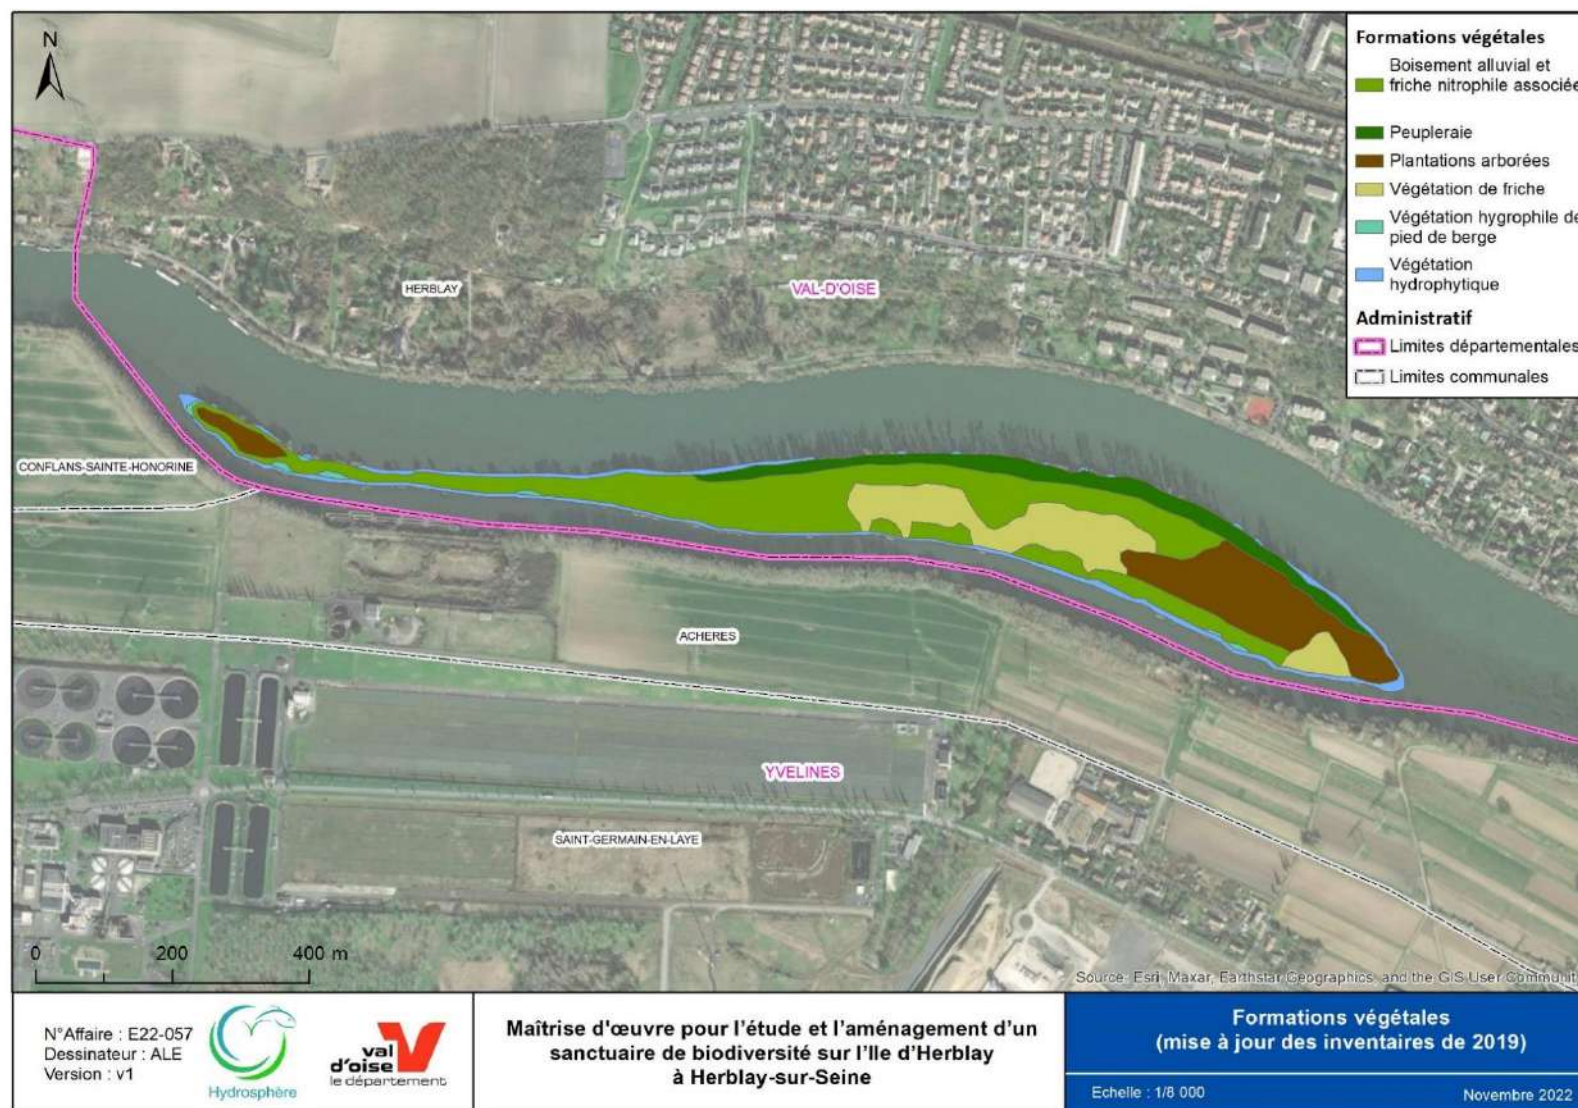 N
Formations végétales
Boisement alluvial et
friche nitrophile associée
Peupleraie
Plantations arborées
Végétation de friche
Végétation hygrophile de
pied de berge
Végétation
hydrophytique
Administratif
Limites départementales
Limites communales
HERBLAY
VAL-D'OISE
CONFLANS-SAINTE-HONORINE
ACHERES
YVELINES
SAINT-GERMAIN-EN-LAYE
0 200 400 m
Source: Esri, Maxar, Earthstar Geographics, and the GIS User Communit
N°Affaire : E22-057
Dessinateur : ALE
Version : v1
Hydrosphère
val
d'oise
le département
Maîtrise d'œuvre pour l'étude et l'aménagement d'un
sanctuaire de biodiversité sur l'Ile d'Herblay
à Herblay-sur-Seine
Formations végétales
(mise à jour des inventaires de 2019)
Echelle : 1/8 000
Novembre 2022